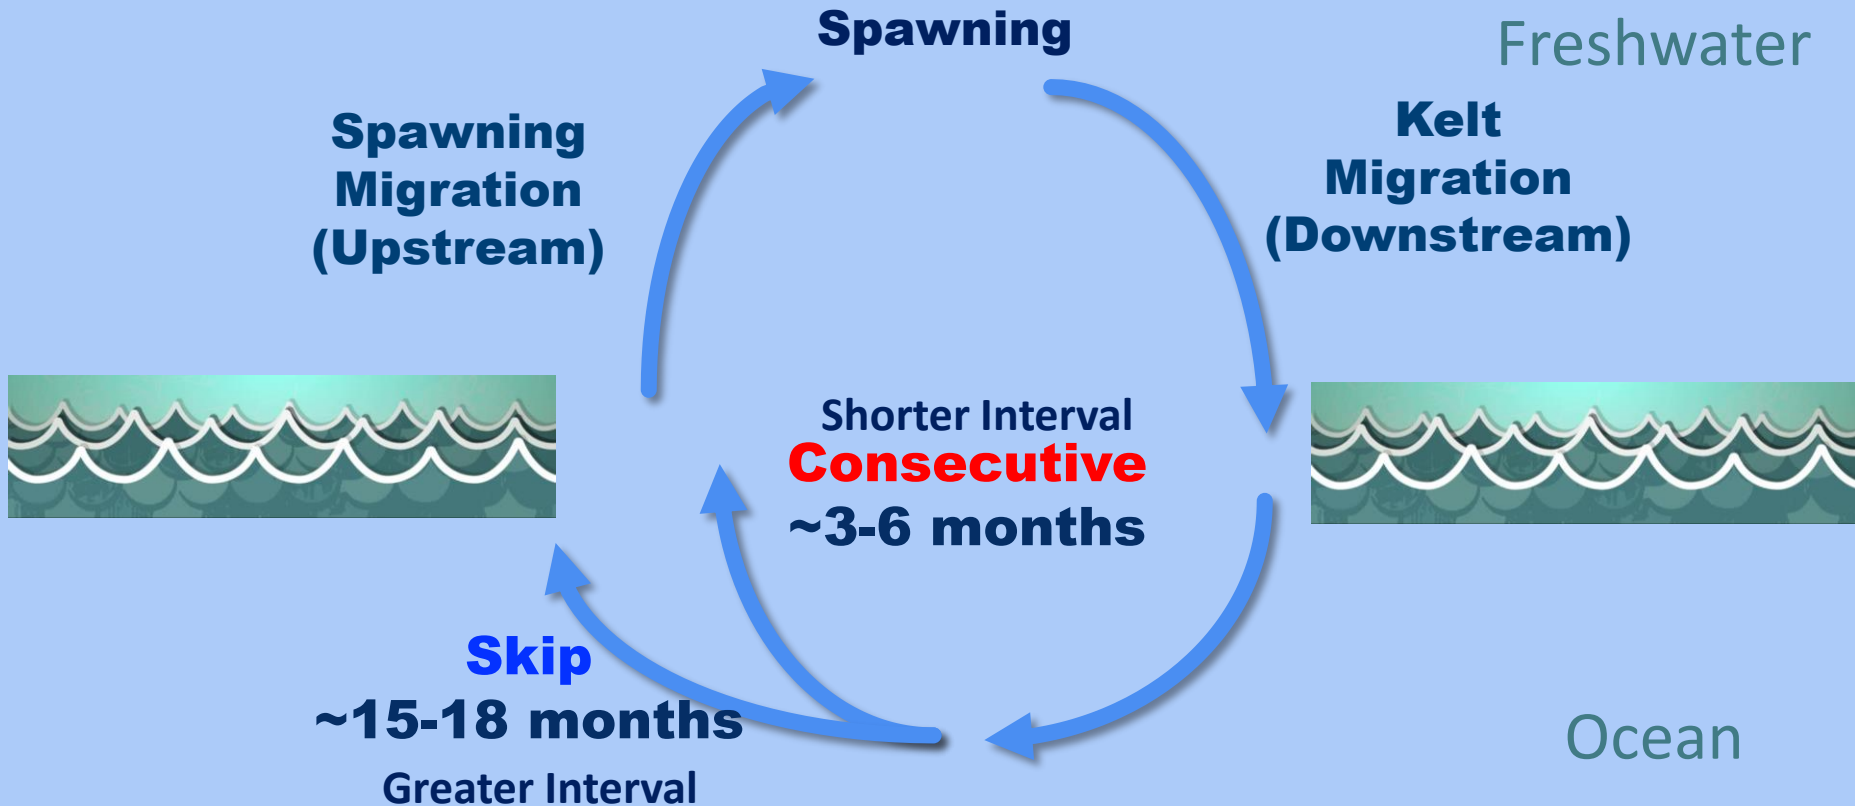 Spawning
Freshwater
Spawning
Migration
(Upstream)
Kelt
Migration
(Downstream)
Shorter Interval
Consecutive
~3-6 months
Skip
~15-18 months
Greater Interval
Ocean